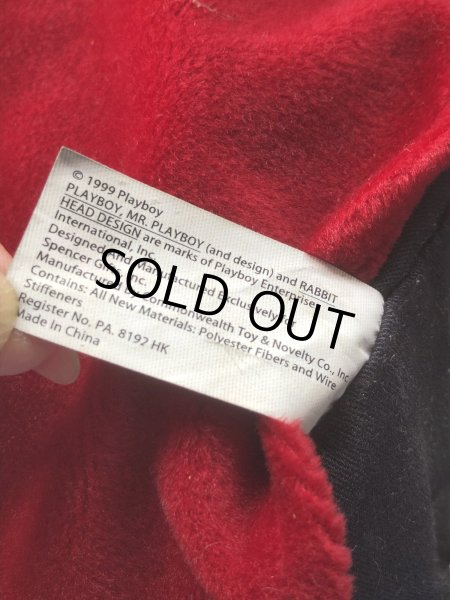 © 1999 Playboy
PLAYBOY, MR. PLAYBOY (and design) and RABBIT
HEAD DESIGN are marks of Playboy Enterprises
International, Inc.
Designed And Manufactured Exclusively
Spencer
Manufactured By Commonwealth Toy & Novelty Co., Inc
Contains: All New Materials: Polyester Fibers and Wire
Stiffeners
Register No. PA. 8192 HK
Made In China
SOLD OUT